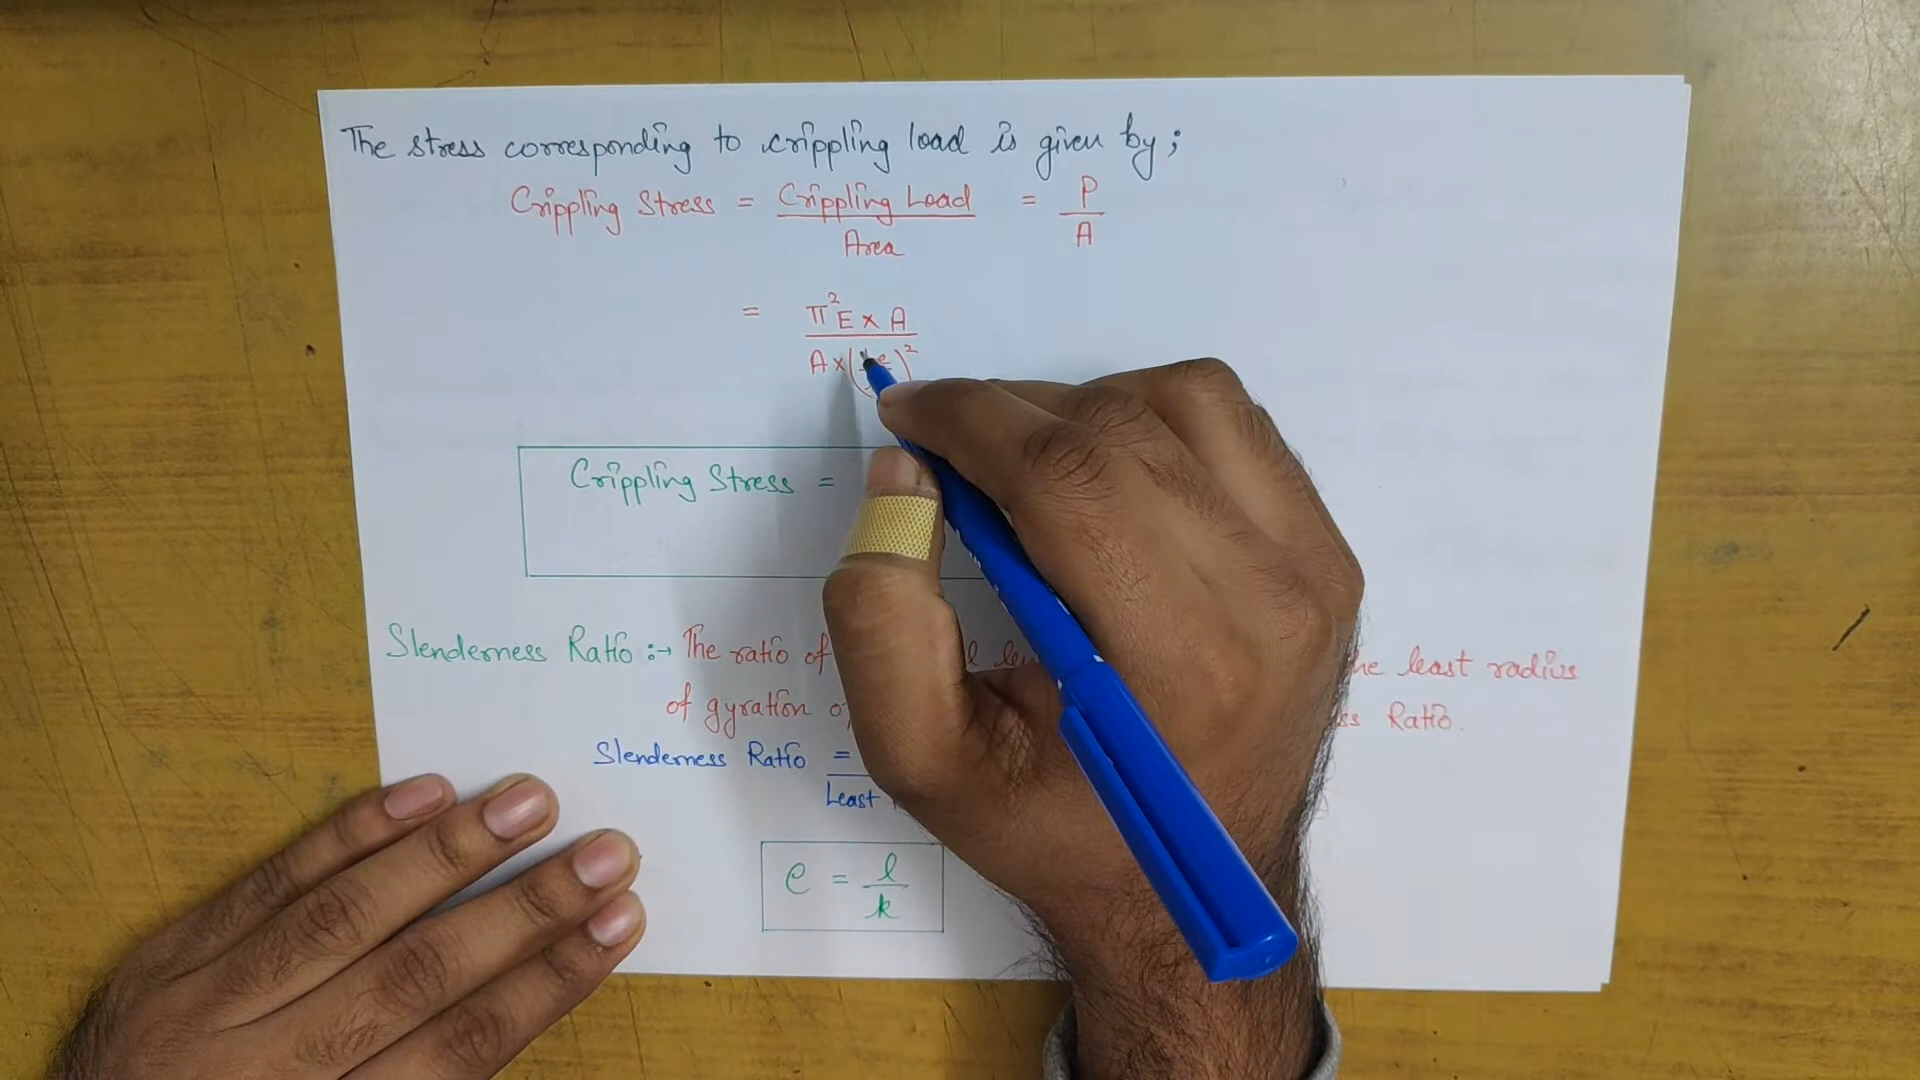 The stress corresponding to crippling load is given by;
Crippling Stress = Crippling Load / Area = P / A
= π² E × A / A × ( e )²
Crippling Stress =
Slenderness Ratio :→ The ratio of the least radius
of gyration Ratio.
Slenderness Ratio =
Least
e = l / k